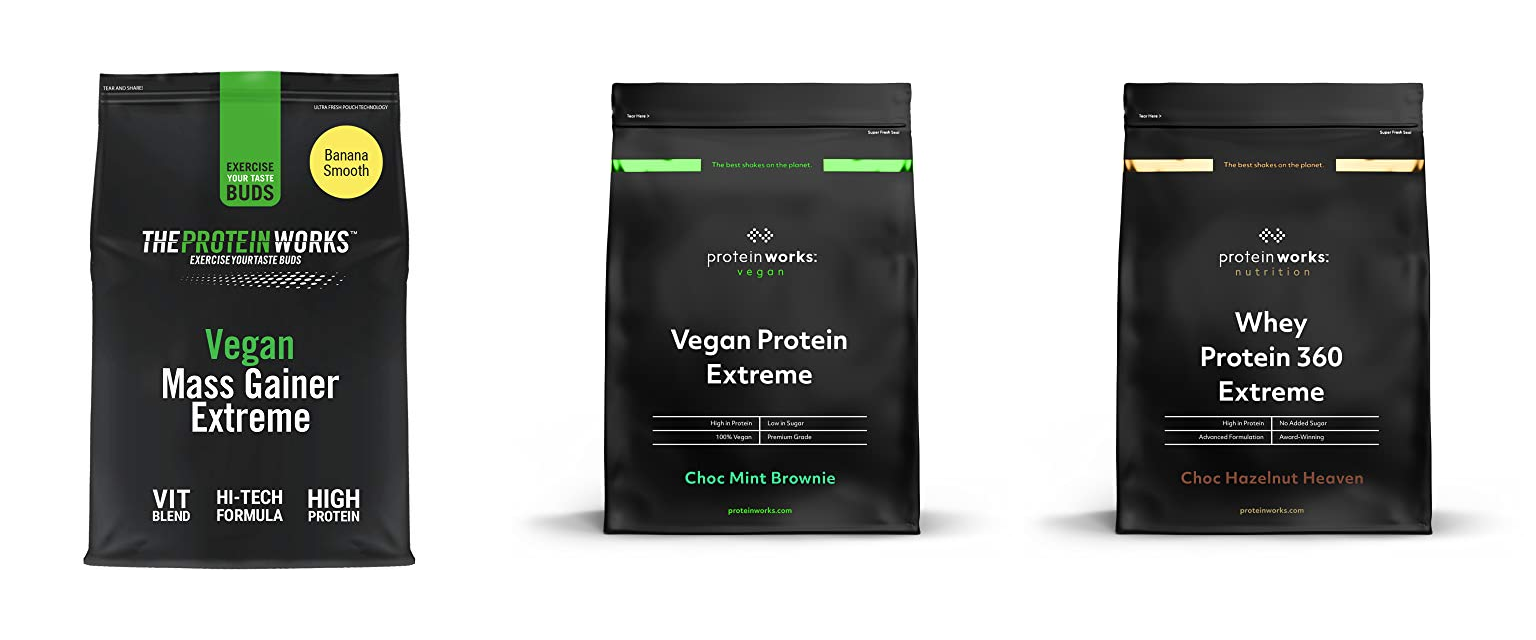 TEAR AND SHARE!
ULTRA FRESH POUCH TECHNOLOGY
EXERCISE
YOUR TASTE
BUDS
Banana
Smooth
THE PROTEIN WORKS™
EXERCISE YOUR TASTE BUDS
Vegan
Mass Gainer
Extreme
VIT
BLEND
HI-TECH
FORMULA
HIGH
PROTEIN
Tear Here >
Super Fresh Seal
The best shakes on the planet.
protein works:
vegan
Vegan Protein
Extreme
High in Protein
Low in Sugar
100% Vegan
Premium Grade
Choc Mint Brownie
proteinworks.com
Tear Here >
Super Fresh Seal
The best shakes on the planet.
protein works:
nutrition
Whey
Protein 360
Extreme
High in Protein
No Added Sugar
Advanced Formulation
Award-Winning
Choc Hazelnut Heaven
proteinworks.com